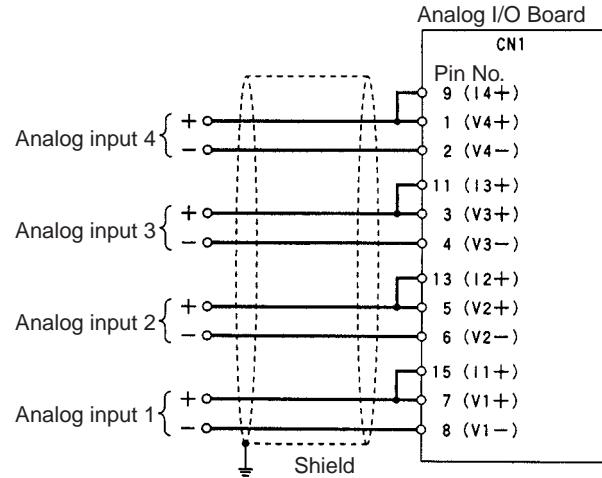 Analog I/O Board
CN1
Pin No.
9 (I4+)
Analog input 4 + 1 (V4+)
− 2 (V4−)
11 (I3+)
Analog input 3 + 3 (V3+)
− 4 (V3−)
13 (I2+)
Analog input 2 + 5 (V2+)
− 6 (V2−)
15 (I1+)
Analog input 1 + 7 (V1+)
− 8 (V1−)
Shield